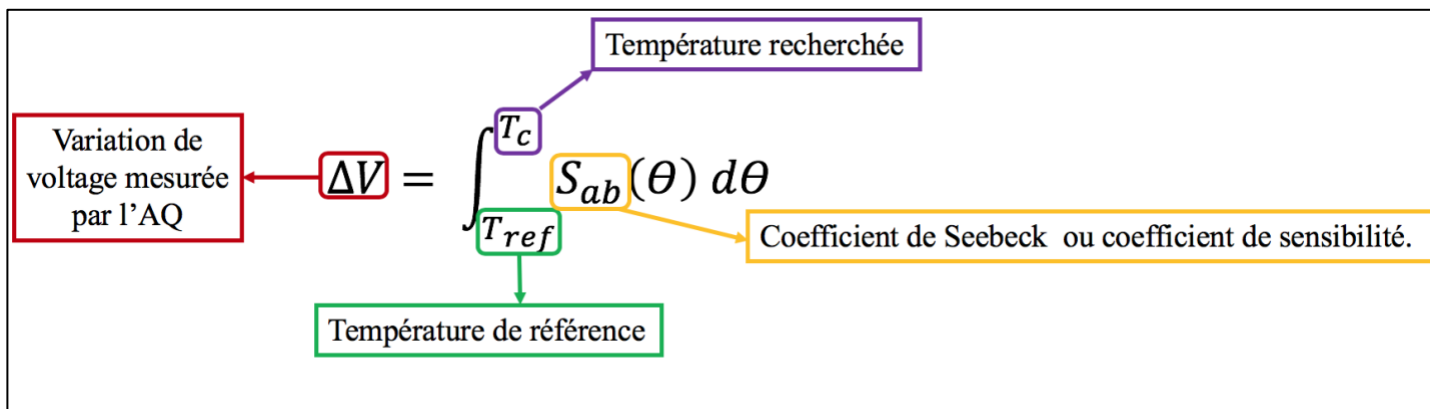 Température recherchée
Variation de
voltage mesurée
par l’AQ
ΔV = ∫ T_c T_ref S_ab(θ) dθ
Coefficient de Seebeck ou coefficient de sensibilité.
Température de référence